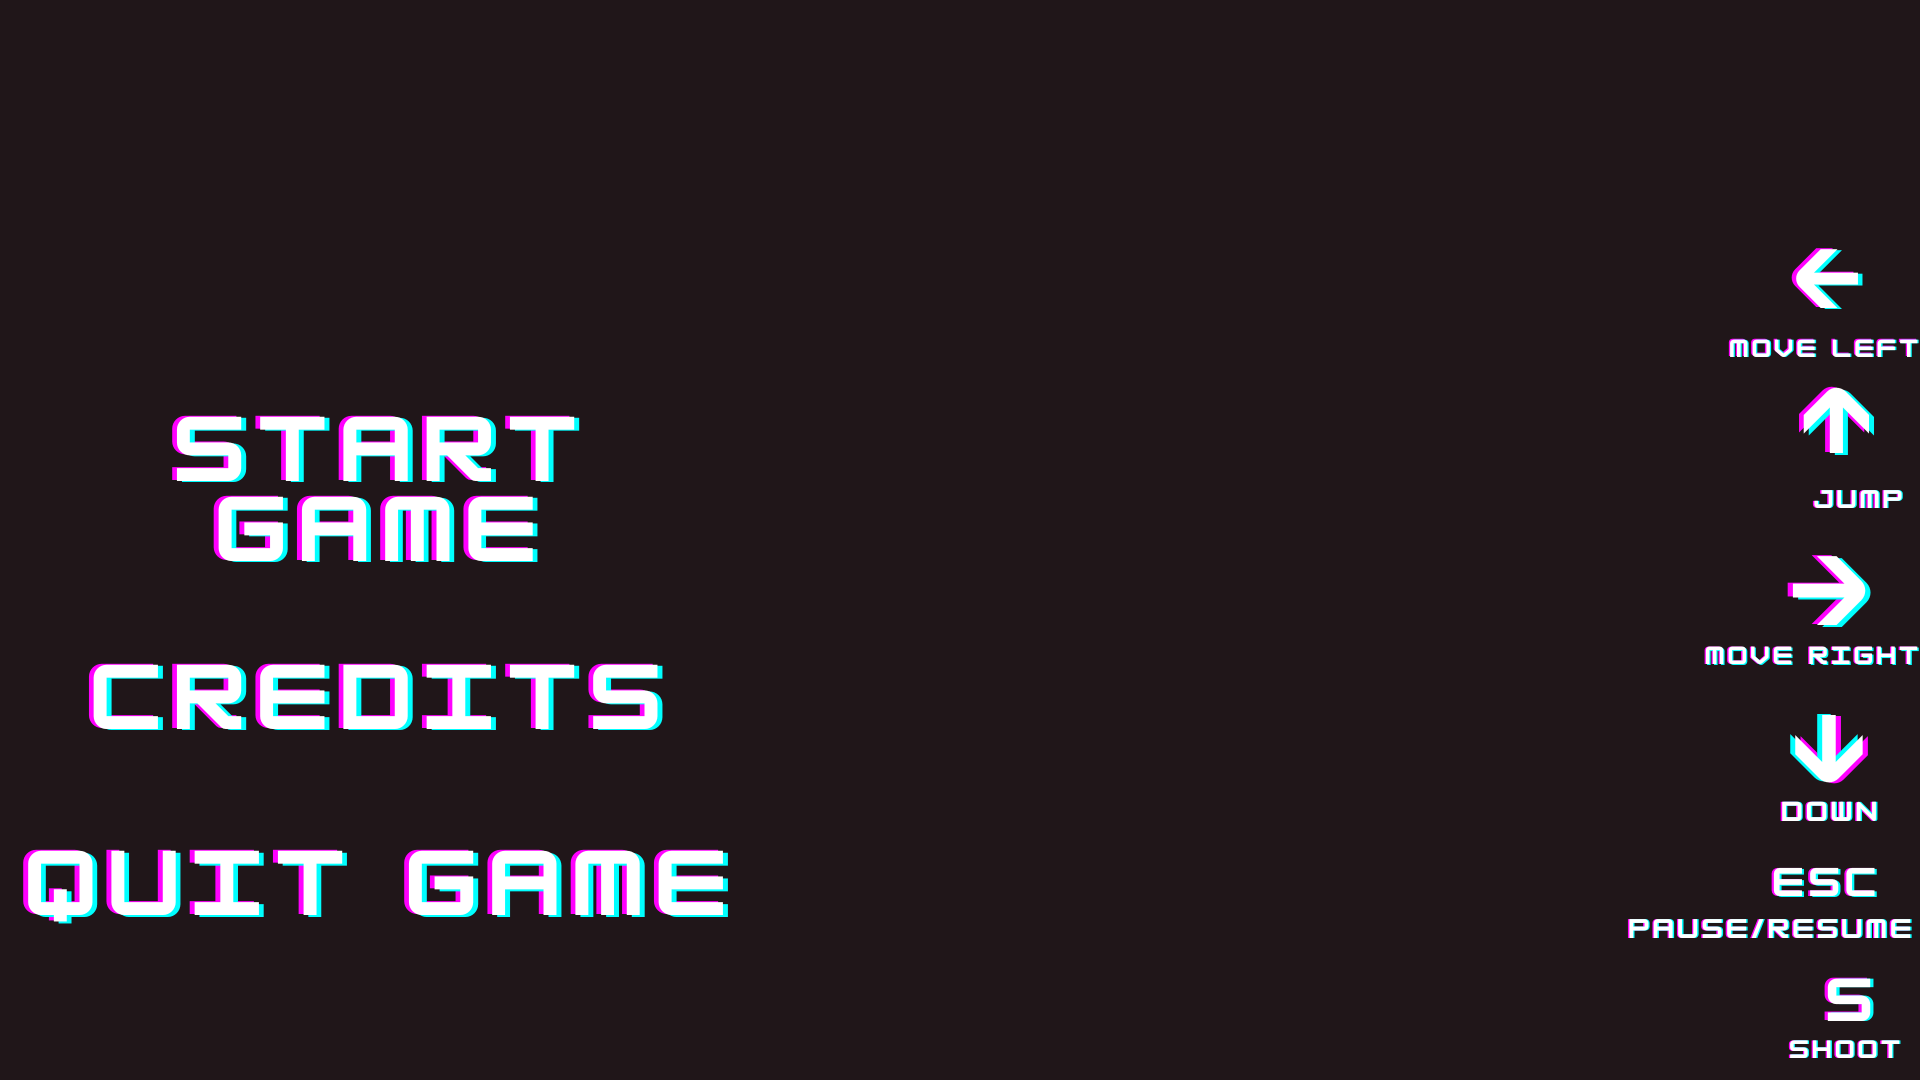 START
GAME
CREDITS
QUIT GAME
MOVE LEFT
JUMP
MOVE RIGHT
DOWN
ESC
PAUSE/RESUME
S
SHOOT